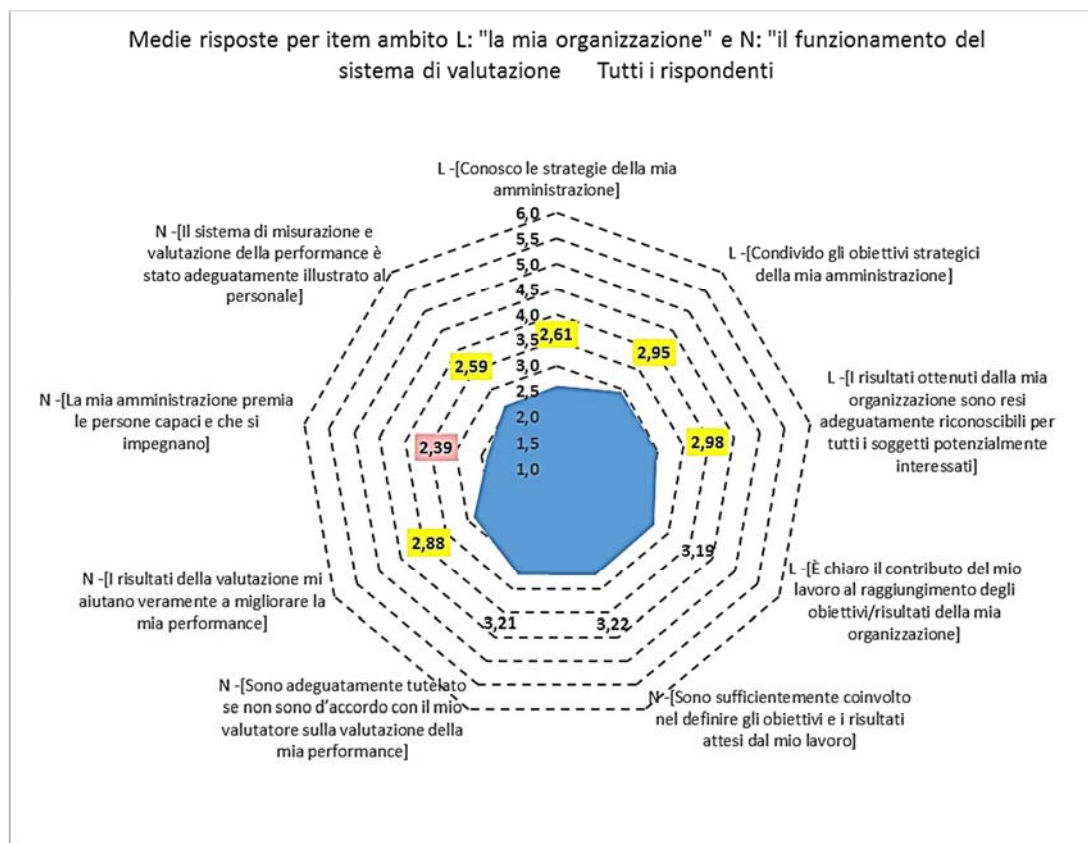 Medie risposte per item ambito L: "la mia organizzazione" e N: "il funzionamento del
sistema di valutazione Tutti i rispondenti
L -[Conosco le strategie della mia
amministrazione]
L -[Condivido gli obiettivi strategici
della mia amministrazione]
L -[I risultati ottenuti dalla mia
organizzazione sono resi
adeguatamente riconoscibili per
tutti i soggetti potenzialmente
interessati]
L -[È chiaro il contributo del mio
lavoro al raggiungimento degli
obiettivi/risultati della mia
organizzazione]
N -[Sono sufficientemente coinvolto
nel definire gli obiettivi e i risultati
attesi dal mio lavoro]
N -[Sono adeguatamente tutelato
se non sono d’accordo con il mio
valutatore sulla valutazione della
mia performance]
N -[I risultati della valutazione mi
aiutano veramente a migliorare la
mia performance]
N -[La mia amministrazione premia
le persone capaci e che si
impegnano]
N -[Il sistema di misurazione e
valutazione della performance è
stato adeguatamente illustrato al
personale]
6,0
5,5
5,0
4,5
4,0
3,5
3,0
2,5
2,0
1,5
1,0
2,61
2,95
2,98
3,19
3,22
3,21
2,88
2,39
2,59